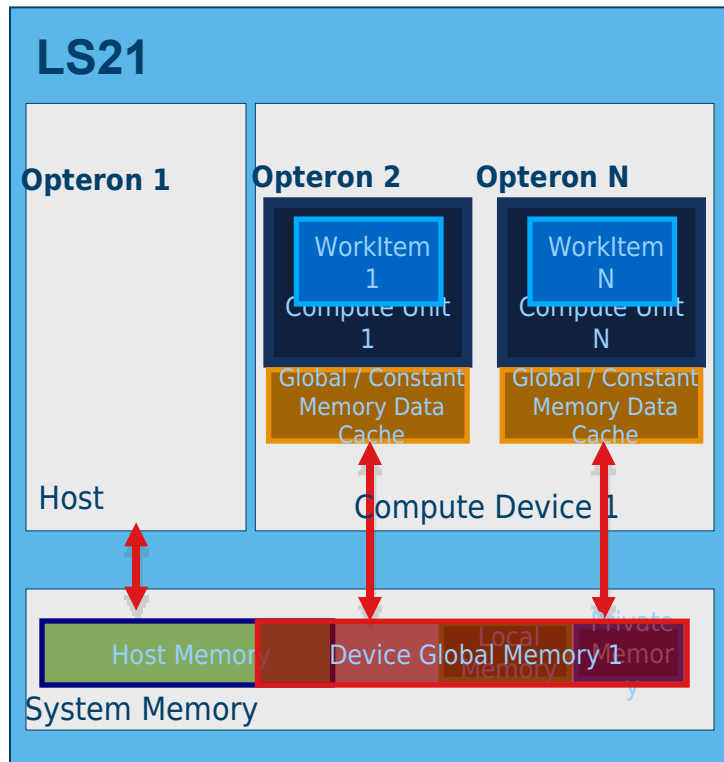 LS21
Opteron 1
Opteron 2
Opteron N
WorkItem
1
WorkItem
N
Compute Unit
1
Compute Unit
N
Global / Constant
Memory Data
Cache
Global / Constant
Memory Data
Cache
Host
Compute Device 1
Host Memory
Device Global Memory 1
Local
Memory
Private
Memor
y
System Memory